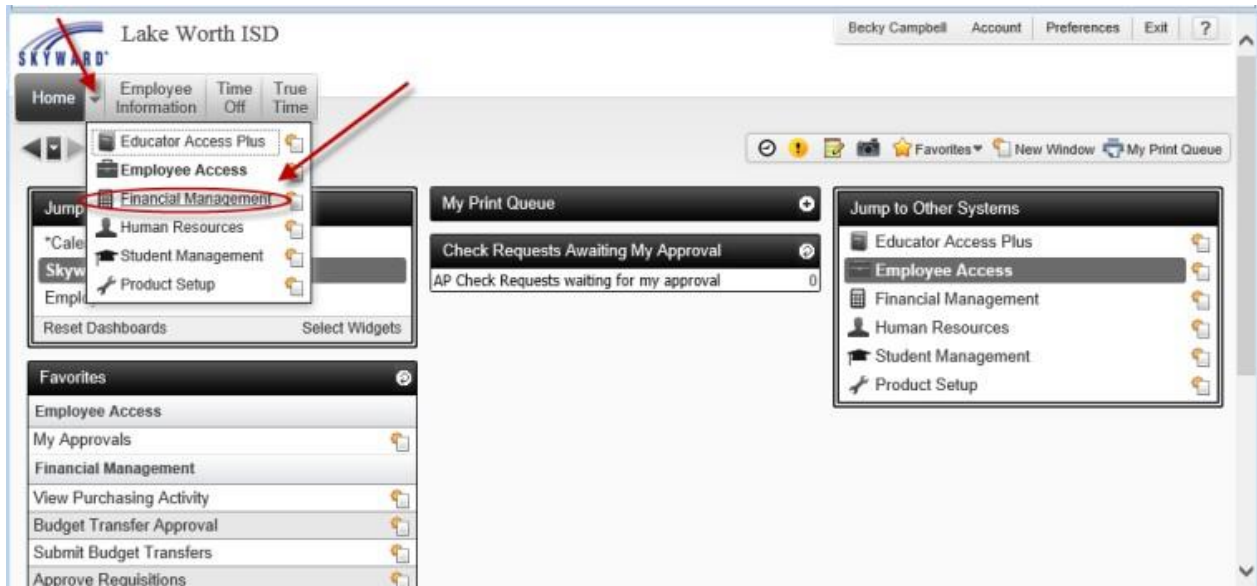 Lake Worth ISD
SKYWARD
Becky Campbell Account Preferences Exit ?
Home Employee Information Time Off True Time
Educator Access Plus
Employee Access
Financial Management
Human Resources
Student Management
Product Setup
Favorites New Window My Print Queue
Jump
*Cale
Skyw
Emplo
Reset Dashboards Select Widgets
Favorites
Employee Access
My Approvals
Financial Management
View Purchasing Activity
Budget Transfer Approval
Submit Budget Transfers
Approve Requisitions
My Print Queue
Check Requests Awaiting My Approval
AP Check Requests waiting for my approval 0
Jump to Other Systems
Educator Access Plus
Employee Access
Financial Management
Human Resources
Student Management
Product Setup